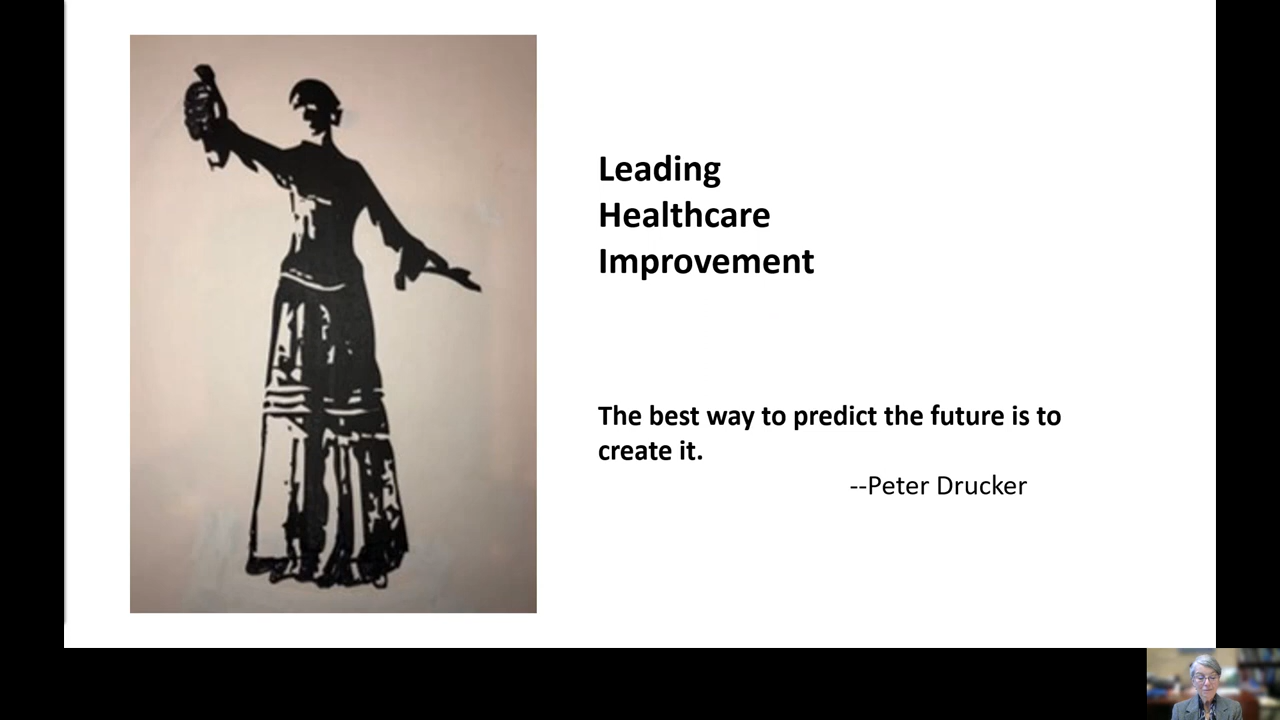 Leading
Healthcare
Improvement
The best way to predict the future is to
create it.
--Peter Drucker